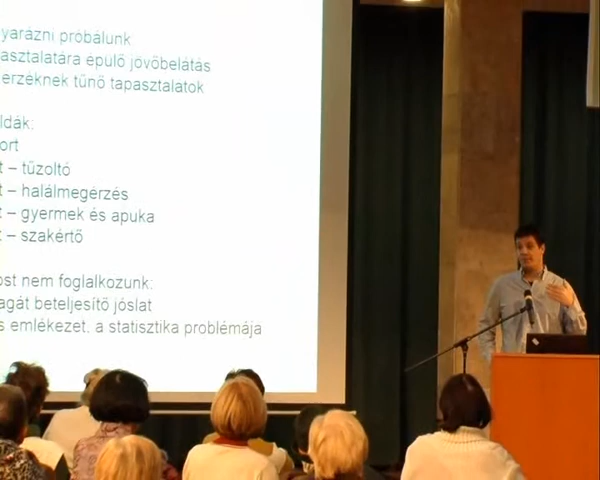 yarázni próbálunk
asztalatára épülő jövőbelátás
erzéknek tűnő tapasztalatok
ldák:
ort
t – tűzoltó
t – halálmegérzés
t – gyermek és apuka
t – szakértő
ost nem foglalkozunk:
agát beteljesítő jóslat
s emlékezet, a statisztika problémája